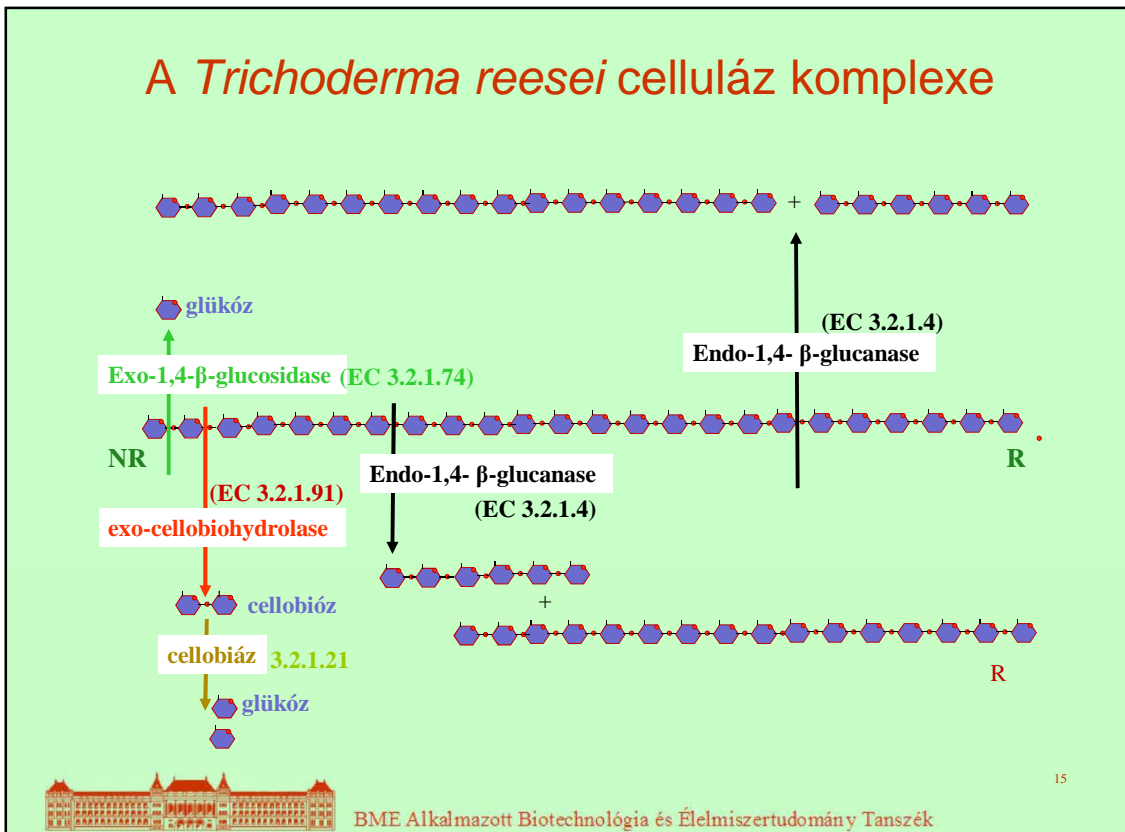 A Trichoderma reesei celluláz komplexe
+
glükóz
(EC 3.2.1.4)
Endo-1,4- β-glucanase
Exo-1,4-β-glucosidase (EC 3.2.1.74)
NR
R
Endo-1,4- β-glucanase
(EC 3.2.1.4)
(EC 3.2.1.91)
exo-cellobiohydrolase
cellobióz
+
cellobiáz 3.2.1.21
R
glükóz
15
BME Alkalmazott Biotechnológia és Élelmiszertudomány Tanszék